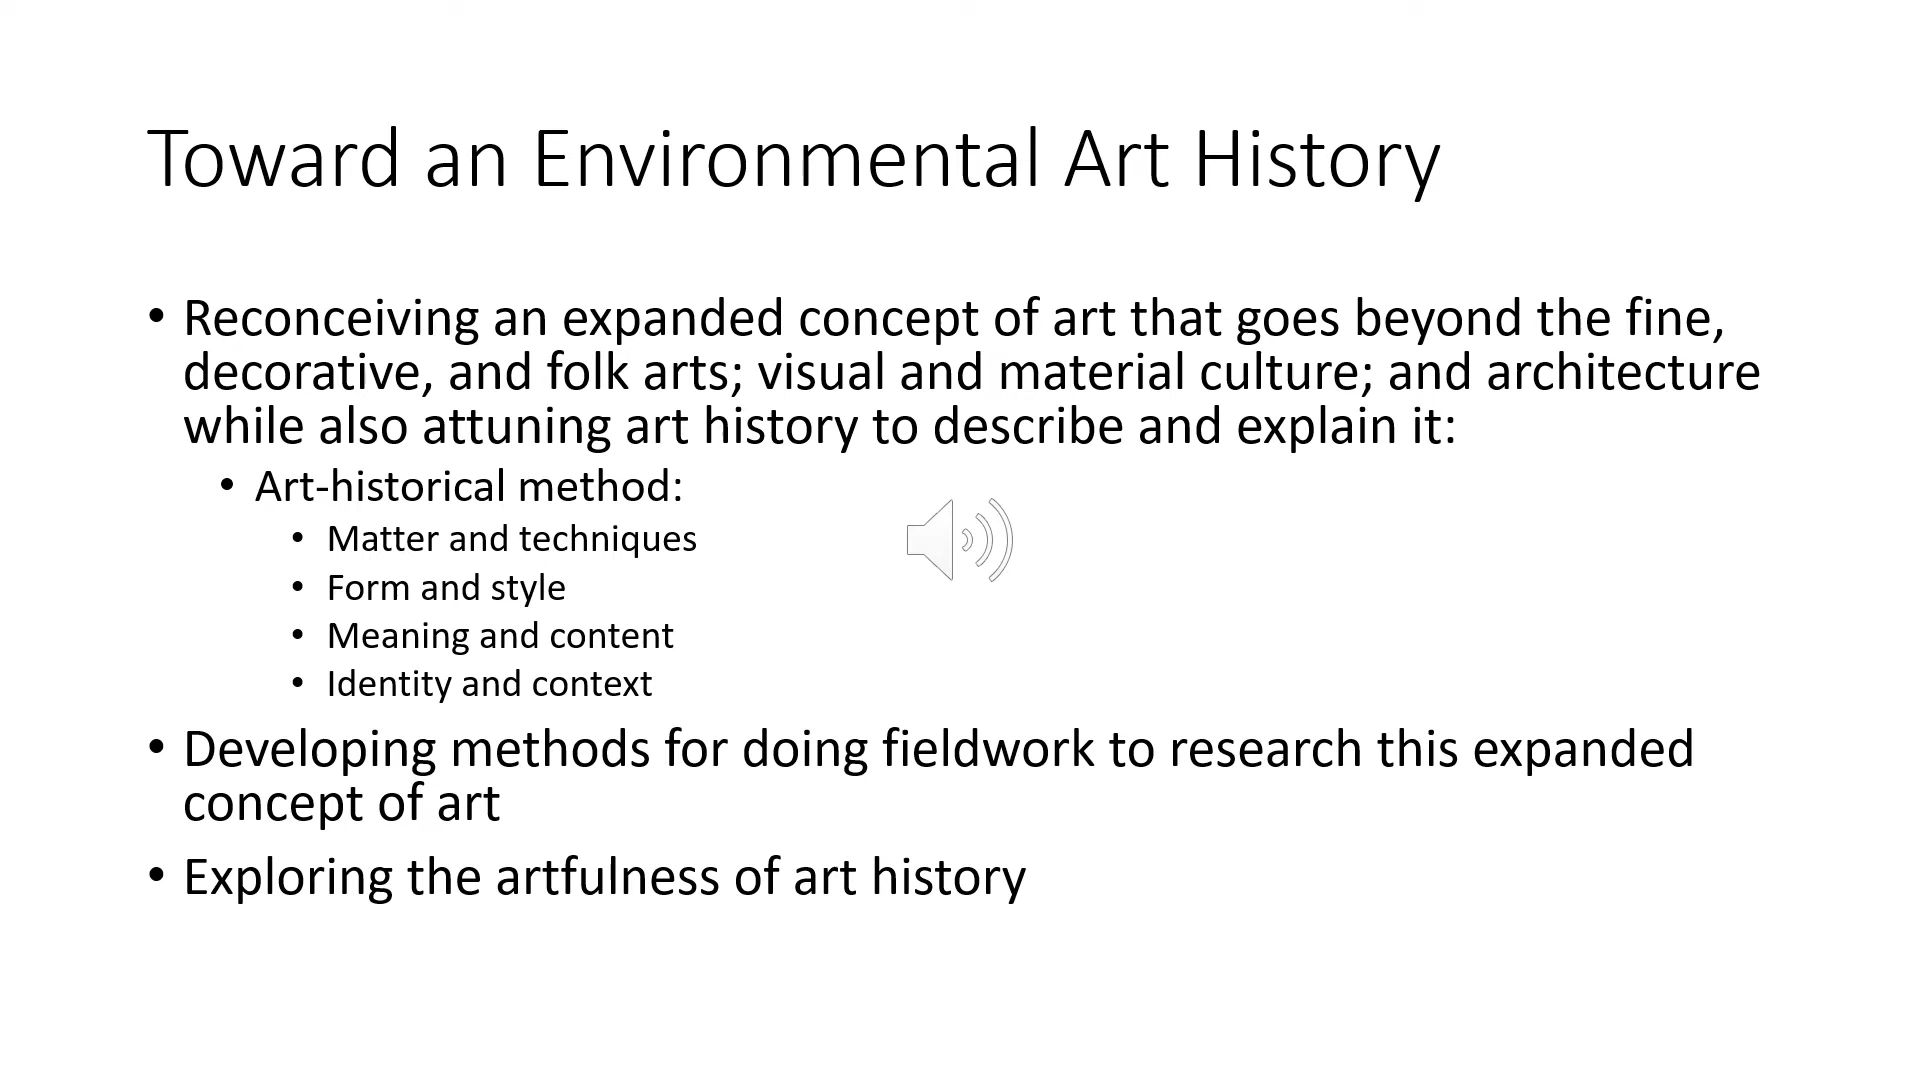 Toward an Environmental Art History
• Reconceiving an expanded concept of art that goes beyond the fine,
decorative, and folk arts; visual and material culture; and architecture
while also attuning art history to describe and explain it:
• Art-historical method:
• Matter and techniques
• Form and style
• Meaning and content
• Identity and context
• Developing methods for doing fieldwork to research this expanded
concept of art
• Exploring the artfulness of art history